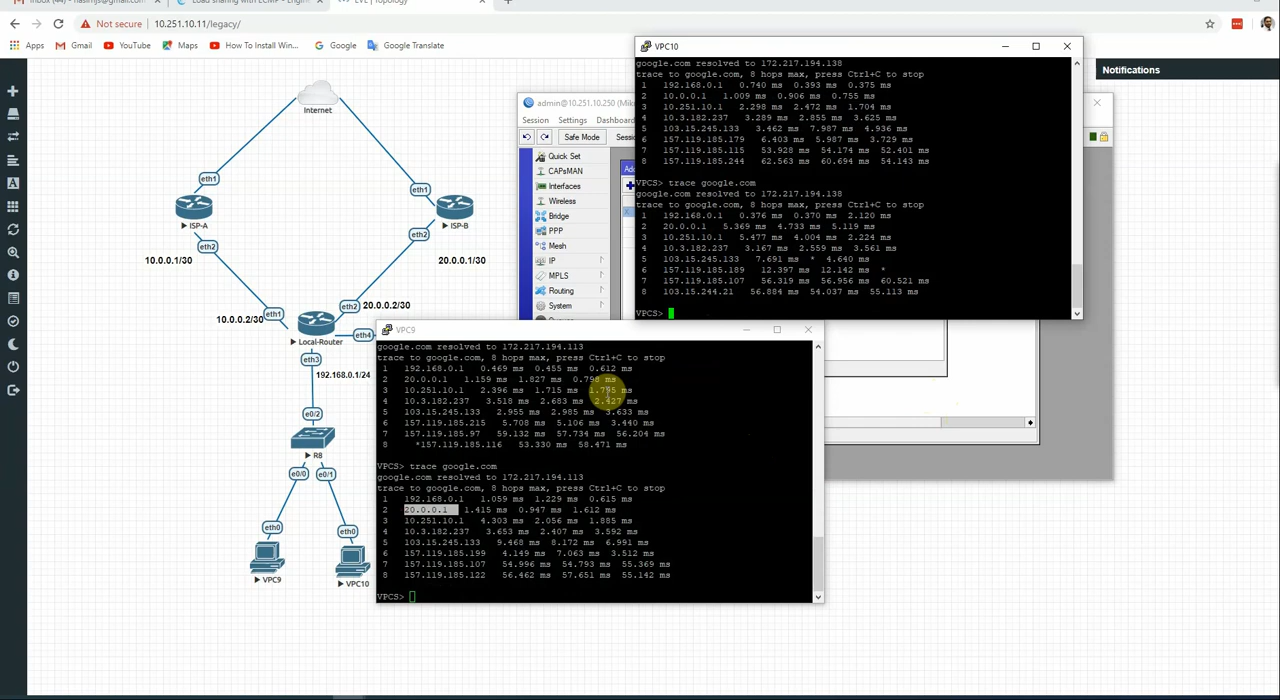 Inbox (44) - nasimjs@gmail.com
Load sharing with ECMP - Engin
EVE | Topology
Not secure
10.251.10.11/legacy/
Apps
Gmail
YouTube
Maps
How To Install Win...
Google
Google Translate
Notifications
Internet
eth1
eth1
ISP-A
ISP-B
eth2
eth2
10.0.0.1/30
20.0.0.1/30
eth2
20.0.0.2/30
eth1
10.0.0.2/30
Local-Router
eth4
eth3
192.168.0.1/24
e0/2
R8
e0/0
e0/1
eth0
eth0
VPC9
VPC10
admin@10.251.10.250 (Mik
Session
Settings
Dashboard
Safe Mode
Sessi
Quick Set
CAPsMAN
Interfaces
Wireless
Bridge
PPP
Mesh
IP
MPLS
Routing
System
VPC10
google.com resolved to 172.217.194.138
trace to google.com, 8 hops max, press Ctrl+C to stop
1 192.168.0.1 0.740 ms 0.393 ms 0.375 ms
2 10.0.0.1 1.009 ms 0.906 ms 0.755 ms
3 10.251.10.1 2.298 ms 2.472 ms 1.704 ms
4 10.3.182.237 3.289 ms 2.855 ms 3.625 ms
5 103.15.245.133 3.462 ms 7.987 ms 4.936 ms
6 157.119.185.179 6.403 ms 5.987 ms 3.729 ms
7 157.119.185.115 53.928 ms 54.174 ms 52.401 ms
8 157.119.185.244 62.563 ms 60.694 ms 54.143 ms
VPCS> trace google.com
google.com resolved to 172.217.194.138
trace to google.com, 8 hops max, press Ctrl+C to stop
1 192.168.0.1 0.376 ms 0.370 ms 2.120 ms
2 20.0.0.1 5.369 ms 4.733 ms 5.119 ms
3 10.251.10.1 5.477 ms 4.004 ms 2.224 ms
4 10.3.182.237 3.167 ms 2.559 ms 3.561 ms
5 103.15.245.133 7.691 ms * 4.640 ms
6 157.119.185.189 12.397 ms 12.142 ms *
7 157.119.185.107 56.319 ms 56.956 ms 60.521 ms
8 103.15.244.21 56.884 ms 54.037 ms 55.113 ms
VPCS>
VPC9
google.com resolved to 172.217.194.113
trace to google.com, 8 hops max, press Ctrl+C to stop
1 192.168.0.1 0.469 ms 0.455 ms 0.612 ms
2 20.0.0.1 1.159 ms 1.827 ms 0.798 ms
3 10.251.10.1 2.396 ms 1.715 ms 1.795 ms
4 10.3.182.237 3.518 ms 2.683 ms 2.427 ms
5 103.15.245.133 2.955 ms 2.985 ms 3.633 ms
6 157.119.185.215 5.708 ms 5.106 ms 3.440 ms
7 157.119.185.97 59.132 ms 57.734 ms 56.204 ms
8 *157.119.185.116 53.330 ms 58.471 ms
VPCS> trace google.com
google.com resolved to 172.217.194.113
trace to google.com, 8 hops max, press Ctrl+C to stop
1 192.168.0.1 1.059 ms 1.229 ms 0.615 ms
2 20.0.0.1 1.415 ms 0.947 ms 1.612 ms
3 10.251.10.1 4.303 ms 2.056 ms 1.885 ms
4 10.3.182.237 3.653 ms 2.407 ms 3.592 ms
5 103.15.245.133 9.468 ms 8.172 ms 6.991 ms
6 157.119.185.199 4.149 ms 7.063 ms 3.512 ms
7 157.119.185.107 54.996 ms 54.793 ms 55.369 ms
8 157.119.185.122 56.462 ms 57.651 ms 55.142 ms
VPCS>